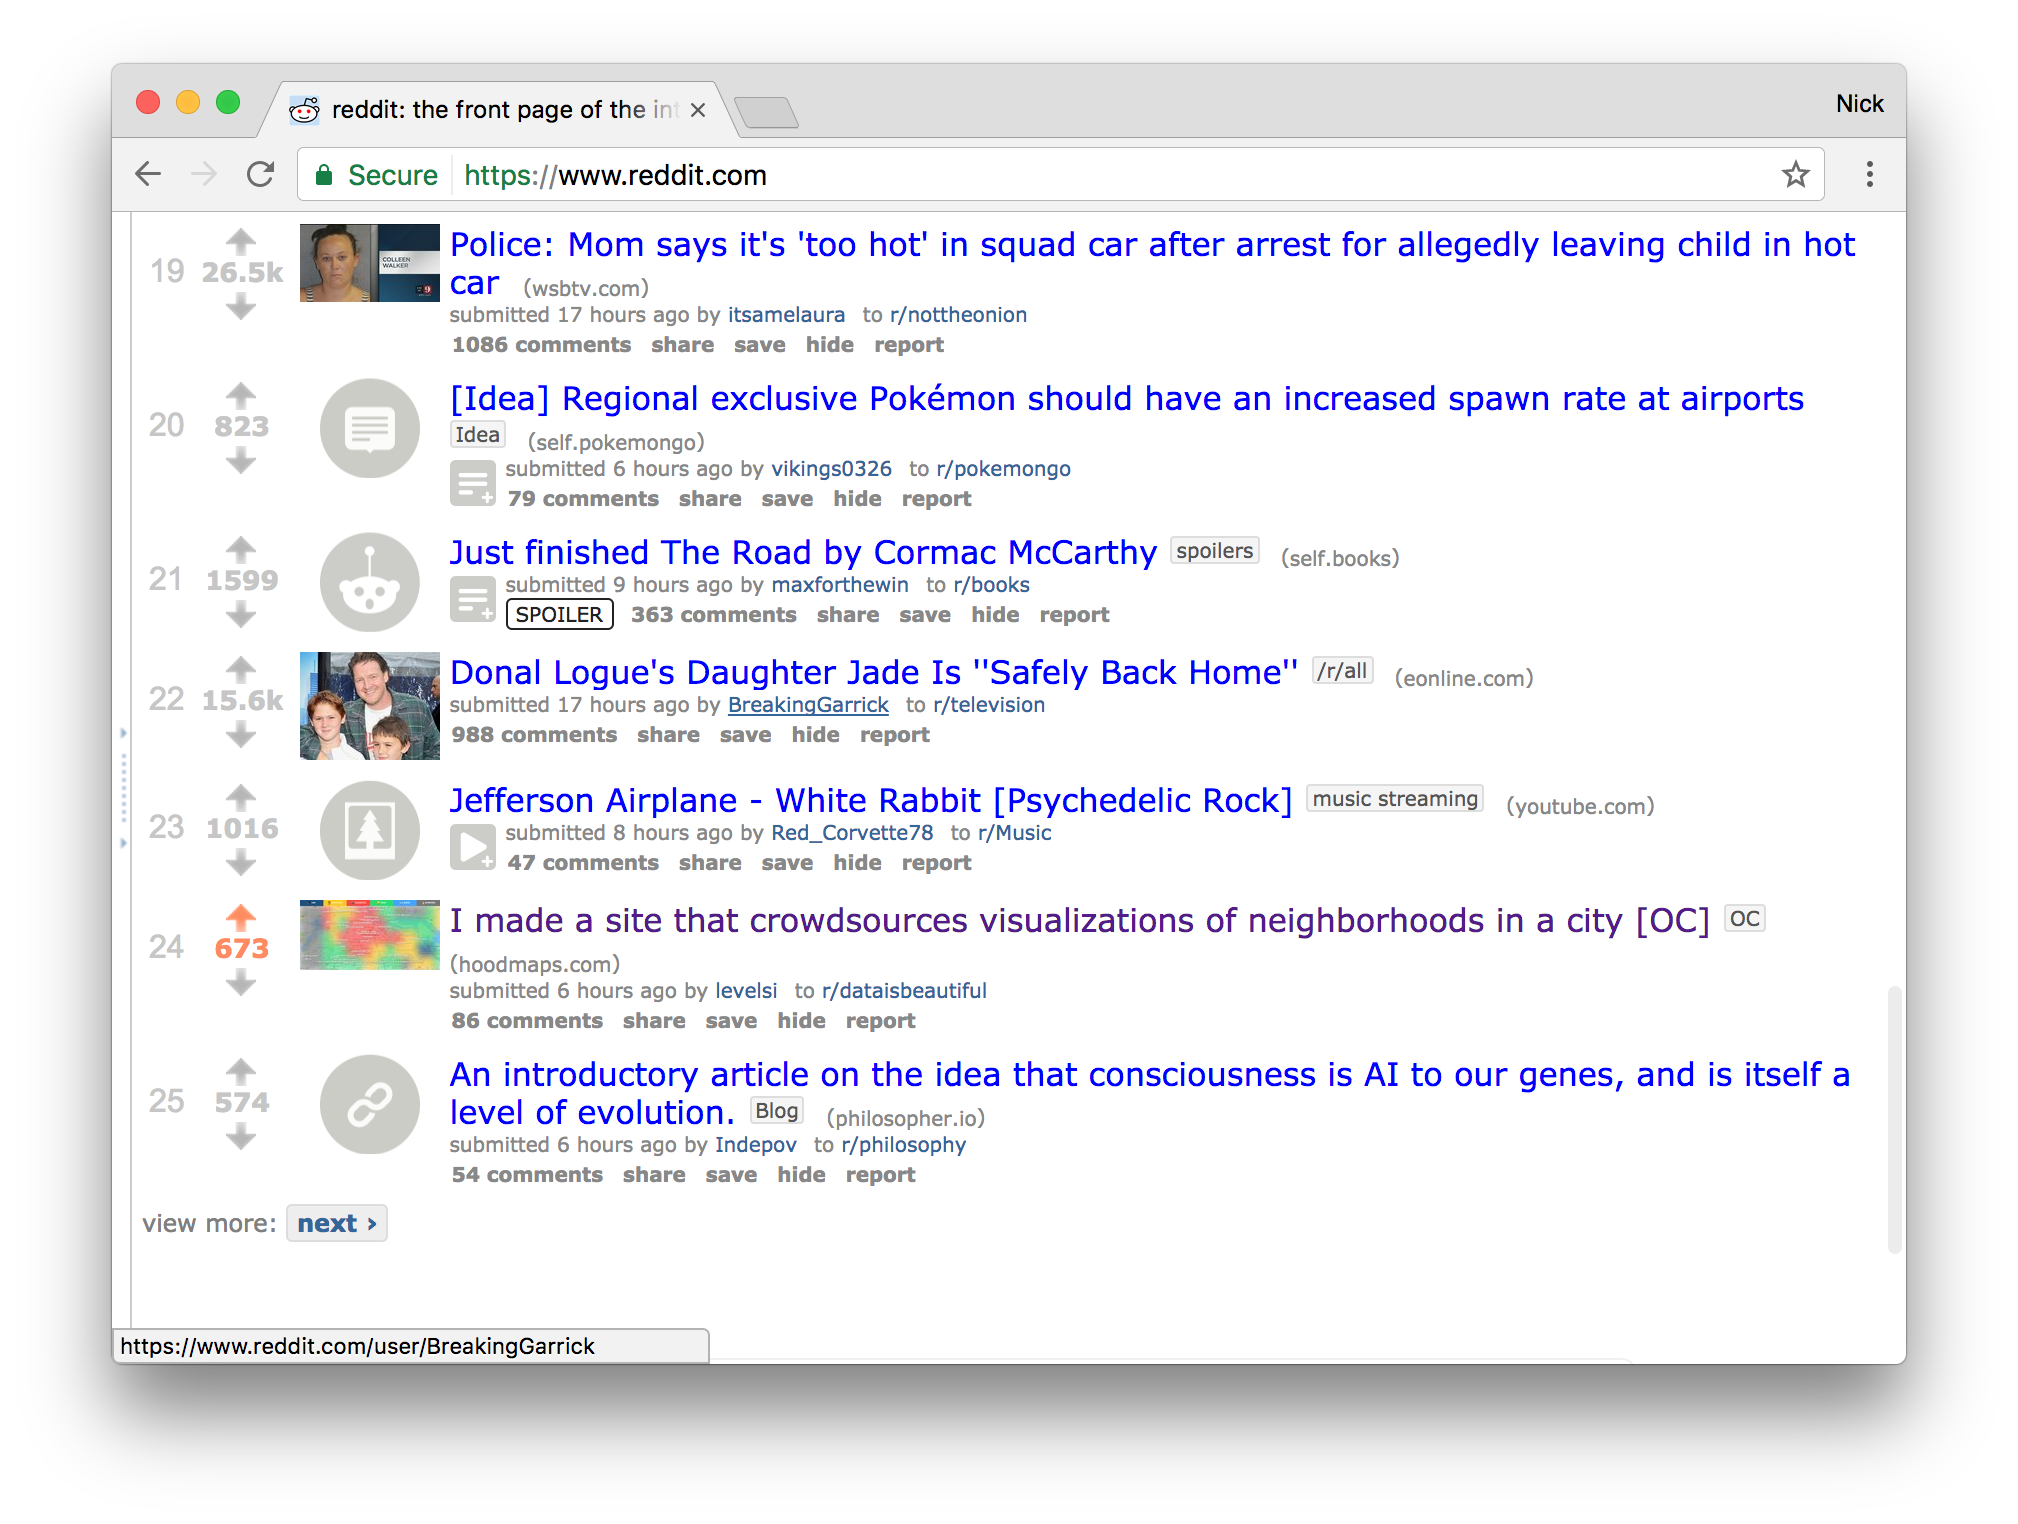 reddit: the front page of the int
Nick
Secure https://www.reddit.com
19 26.5k
COLLEEN
WALKER
9
Police: Mom says it's 'too hot' in squad car after arrest for allegedly leaving child in hot
car (wsbtv.com)
submitted 17 hours ago by itsamelaura to r/nottheonion
1086 comments share save hide report
20 823
[Idea] Regional exclusive Pokémon should have an increased spawn rate at airports
Idea (self.pokemongo)
submitted 6 hours ago by vikings0326 to r/pokemongo
79 comments share save hide report
21 1599
Just finished The Road by Cormac McCarthy spoilers (self.books)
submitted 9 hours ago by maxforthewin to r/books
SPOILER 363 comments share save hide report
22 15.6k
Donal Logue's Daughter Jade Is "Safely Back Home" /r/all (eonline.com)
submitted 17 hours ago by BreakingGarrick to r/television
988 comments share save hide report
23 1016
Jefferson Airplane - White Rabbit [Psychedelic Rock] music streaming (youtube.com)
submitted 8 hours ago by Red_Corvette78 to r/Music
47 comments share save hide report
24 673
I made a site that crowdsources visualizations of neighborhoods in a city [OC] OC
(hoodmaps.com)
submitted 6 hours ago by levelsi to r/dataisbeautiful
86 comments share save hide report
25 574
An introductory article on the idea that consciousness is AI to our genes, and is itself a
level of evolution. Blog (philosopher.io)
submitted 6 hours ago by Indepov to r/philosophy
54 comments share save hide report
view more: next ›
https://www.reddit.com/user/BreakingGarrick